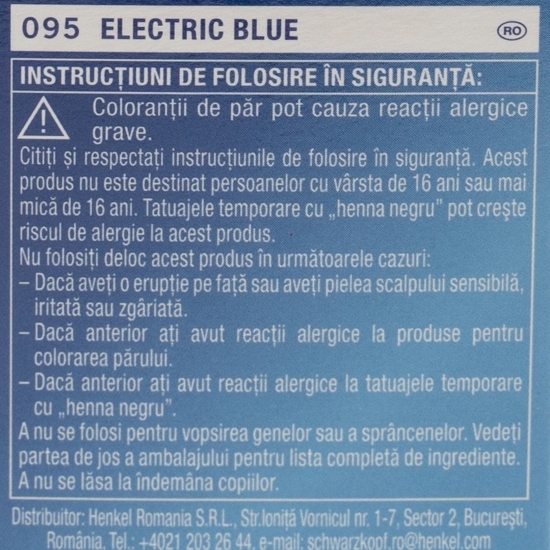 095 ELECTRIC BLUE RO
INSTRUCȚIUNI DE FOLOSIRE ÎN SIGURANȚĂ:
Coloranții de păr pot cauza reacții alergice
grave.
Citiți și respectați instrucțiunile de folosire în siguranță. Acest
produs nu este destinat persoanelor cu vârsta de 16 ani sau mai
mică de 16 ani. Tatuajele temporare cu „henna negru” pot crește
riscul de alergie la acest produs.
Nu folosiți deloc acest produs în următoarele cazuri:
– Dacă aveți o erupție pe față sau aveți pielea scalpului sensibilă,
iritată sau zgâriată.
– Dacă anterior ați avut reacții alergice la produse pentru
colorarea părului.
– Dacă anterior ați avut reacții alergice la tatuajele temporare
cu „henna negru”.
A nu se folosi pentru vopsirea genelor sau a sprâncenelor. Vedeți
partea de jos a ambalajului pentru lista completă de ingrediente.
A nu se lăsa la îndemâna copiilor.
Distribuitor: Henkel Romania S.R.L., Str.Ioniță Vornicul nr. 1-7, Sector 2, București,
România, Tel.: +4021 203 26 44, e-mail: schwarzkopf.ro@henkel.com